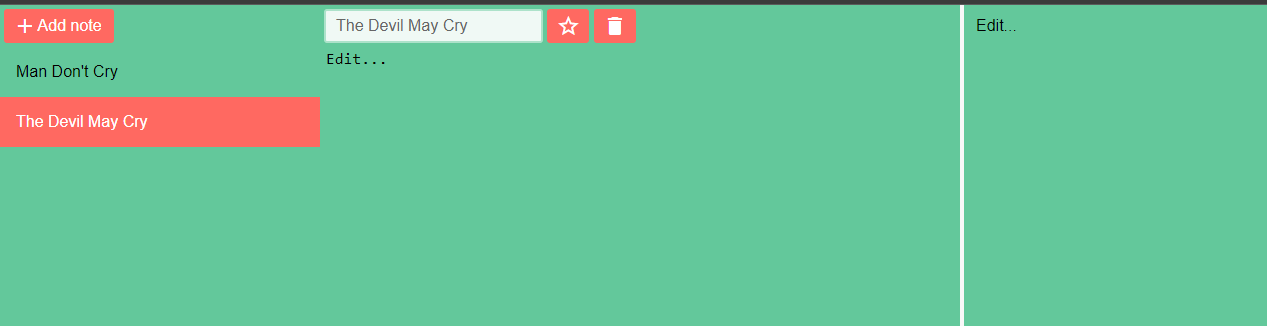 Add note
The Devil May Cry
Edit...
Man Don't Cry
Edit...
The Devil May Cry